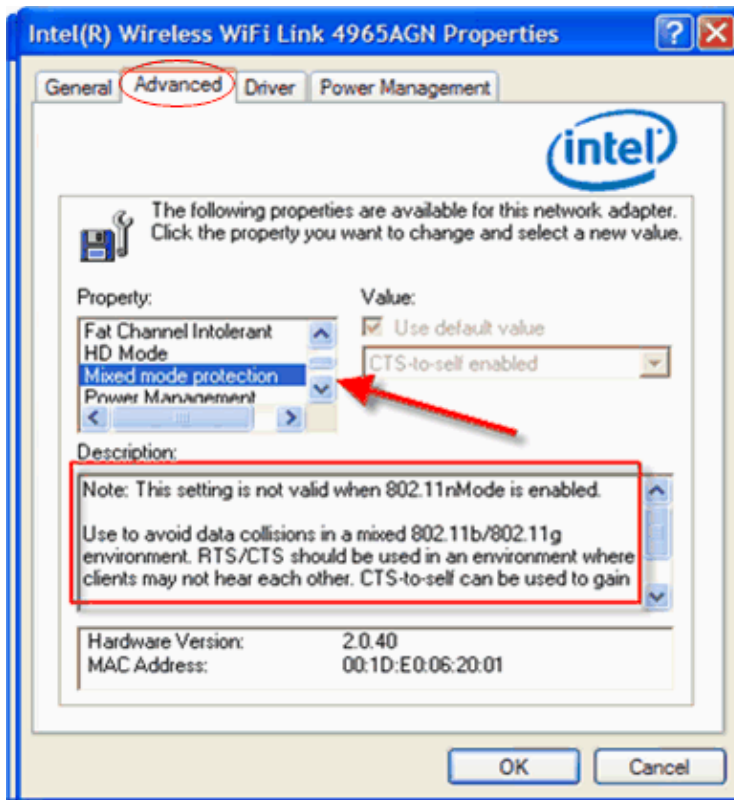 Intel(R) Wireless WiFi Link 4965AGN Properties
General Advanced Driver Power Management
intel
The following properties are available for this network adapter.
Click the property you want to change and select a new value.
Property:
Value:
Fat Channel Intolerant
HD Mode
Mixed mode protection
Power Management
Use default value
CTS-to-self enabled
Description:
Note: This setting is not valid when 802.11nMode is enabled.
Use to avoid data collisions in a mixed 802.11b/802.11g
environment. RTS/CTS should be used in an environment where
clients may not hear each other. CTS-to-self can be used to gain
Hardware Version: 2.0.40
MAC Address: 00:1D:E0:06:20:01
OK Cancel